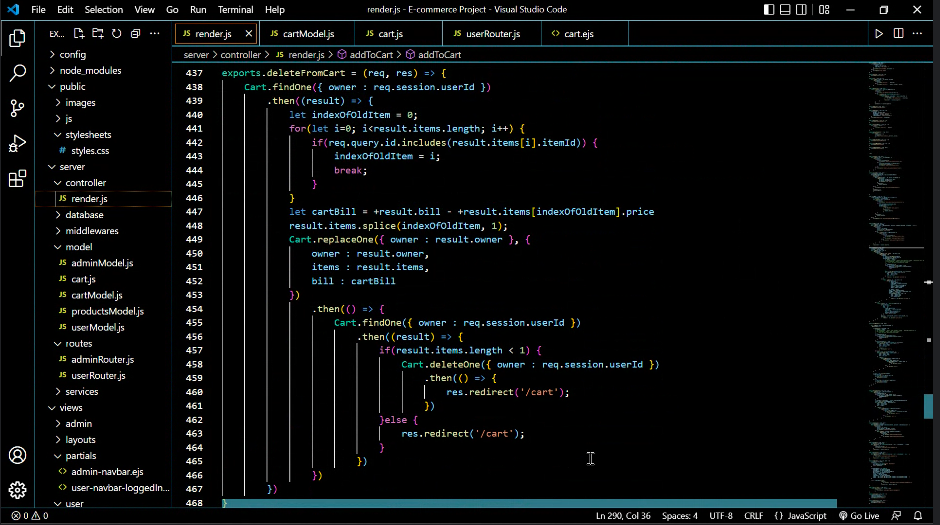 File Edit Selection View Go Run Terminal Help
render.js - E-commerce Project - Visual Studio Code
EX...
JS render.js
JS cartModel.js
JS cart.js
JS userRouter.js
<> cart.ejs
server > controller > JS render.js > addToCart > addToCart
config
node_modules
public
images
js
stylesheets
# styles.css
server
controller
JS render.js
database
middlewares
model
JS adminModel.js
JS cart.js
JS cartModel.js
JS productsModel.js
JS userModel.js
routes
JS adminRouter.js
JS userRouter.js
services
views
admin
layouts
partials
<> admin-navbar.ejs
<> user-navbar-loggedIn...
user
437 exports.deleteFromCart = (req, res) => {
438 Cart.findOne({ owner : req.session.userId })
439 .then((result) => {
440 let indexOfOldItem = 0;
441 for(let i=0; i<result.items.length; i++) {
442 if(req.query.id.includes(result.items[i].itemId)) {
443 indexOfOldItem = i;
444 break;
445 }
446 }
447 let cartBill = +result.bill - +result.items[indexOfOldItem].price
448 result.items.splice(indexOfOldItem, 1);
449 Cart.replaceOne({ owner : result.owner }, {
450 owner : result.owner,
451 items : result.items,
452 bill : cartBill
453 })
454 .then(() => {
455 Cart.findOne({ owner : req.session.userId })
456 .then((result) => {
457 if(result.items.length < 1) {
458 Cart.deleteOne({ owner : req.session.userId })
459 .then(() => {
460 res.redirect('/cart');
461 })
462 }else {
463 res.redirect('/cart');
464 }
465 })
466 })
467 })
468 }
0 0
Ln 290, Col 36 Spaces: 4 UTF-8 CRLF {} JavaScript Go Live